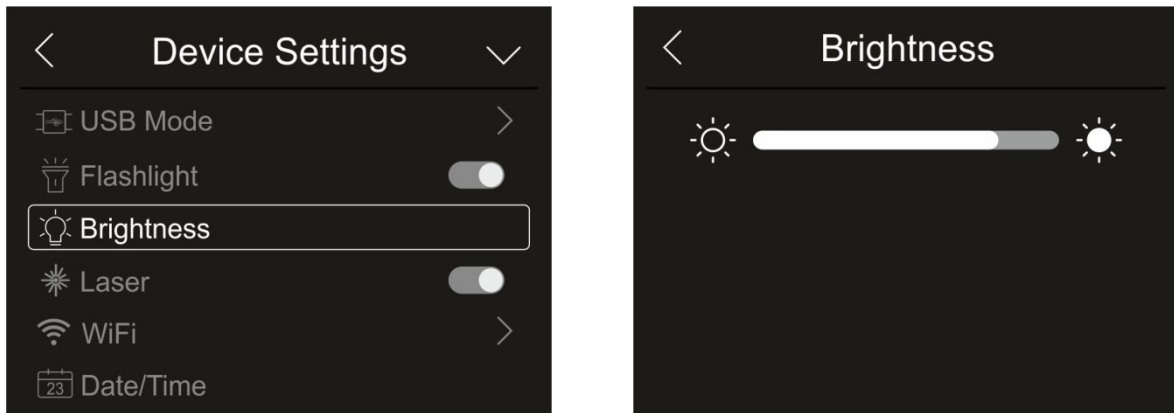 Device Settings
USB Mode
Flashlight
Brightness
Laser
WiFi
23 Date/Time
Brightness